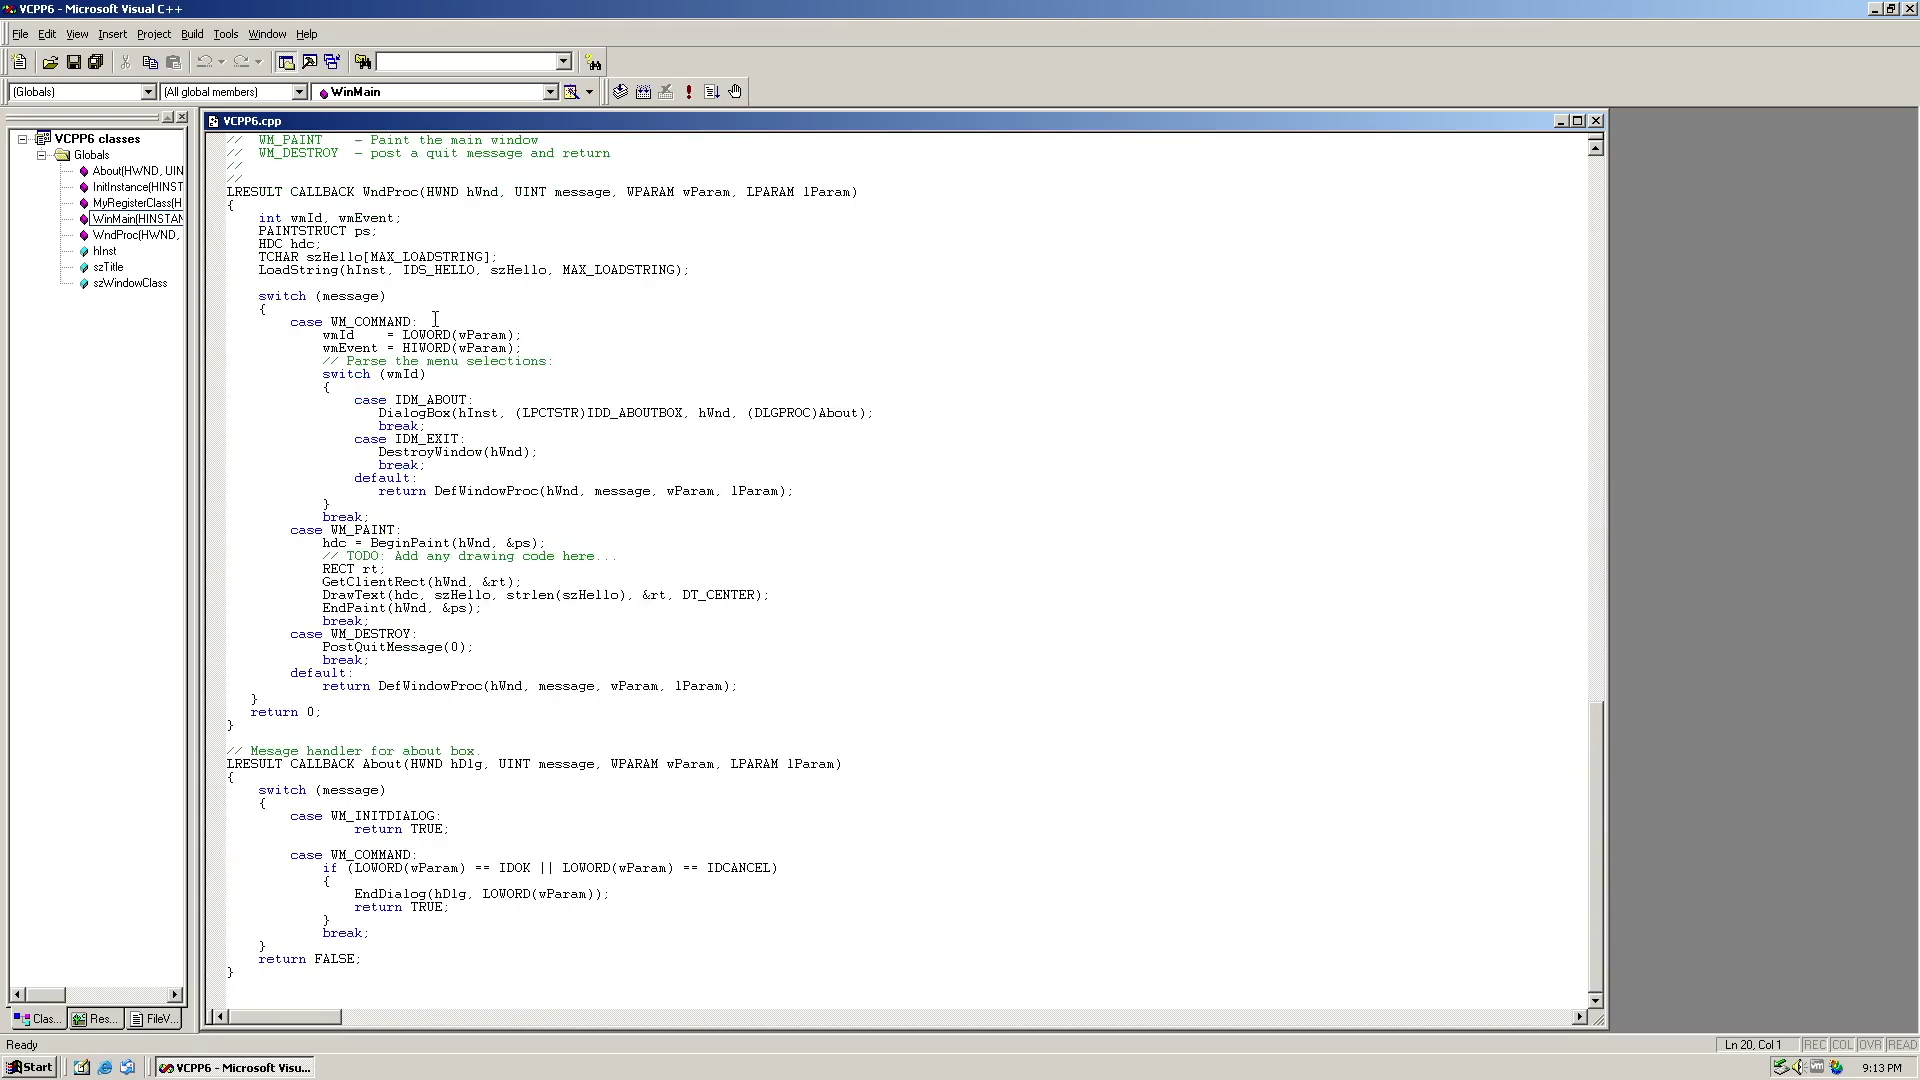 VCPP6 - Microsoft Visual C++
File Edit View Insert Project Build Tools Window Help
(Globals) (All global members) WinMain
VCPP6 classes
Globals
About(HWND, UIN
InitInstance(HINST
MyRegisterClass(H
WinMain(HINSTAN
WndProc(HWND,
hInst
szTitle
szWindowClass
Clas... Res... FileV...
VCPP6.cpp
//  WM_PAINT    - Paint the main window
//  WM_DESTROY  - post a quit message and return
//
//
LRESULT CALLBACK WndProc(HWND hWnd, UINT message, WPARAM wParam, LPARAM lParam)
{
    int wmId, wmEvent;
    PAINTSTRUCT ps;
    HDC hdc;
    TCHAR szHello[MAX_LOADSTRING];
    LoadString(hInst, IDS_HELLO, szHello, MAX_LOADSTRING);
    switch (message)
    {
        case WM_COMMAND:
            wmId    = LOWORD(wParam);
            wmEvent = HIWORD(wParam);
            // Parse the menu selections:
            switch (wmId)
            {
                case IDM_ABOUT:
                   DialogBox(hInst, (LPCTSTR)IDD_ABOUTBOX, hWnd, (DLGPROC)About);
                   break;
                case IDM_EXIT:
                   DestroyWindow(hWnd);
                   break;
                default:
                   return DefWindowProc(hWnd, message, wParam, lParam);
            }
            break;
        case WM_PAINT:
            hdc = BeginPaint(hWnd, &ps);
            // TODO: Add any drawing code here...
            RECT rt;
            GetClientRect(hWnd, &rt);
            DrawText(hdc, szHello, strlen(szHello), &rt, DT_CENTER);
            EndPaint(hWnd, &ps);
            break;
        case WM_DESTROY:
            PostQuitMessage(0);
            break;
        default:
            return DefWindowProc(hWnd, message, wParam, lParam);
   }
   return 0;
}
// Mesage handler for about box.
LRESULT CALLBACK About(HWND hDlg, UINT message, WPARAM wParam, LPARAM lParam)
{
    switch (message)
    {
        case WM_INITDIALOG:
                return TRUE;
        case WM_COMMAND:
            if (LOWORD(wParam) == IDOK || LOWORD(wParam) == IDCANCEL)
            {
                EndDialog(hDlg, LOWORD(wParam));
                return TRUE;
            }
            break;
    }
    return FALSE;
}
Ready Ln 20, Col 1 REC COL OVR READ
Start VCPP6 - Microsoft Visu... 9:13 PM